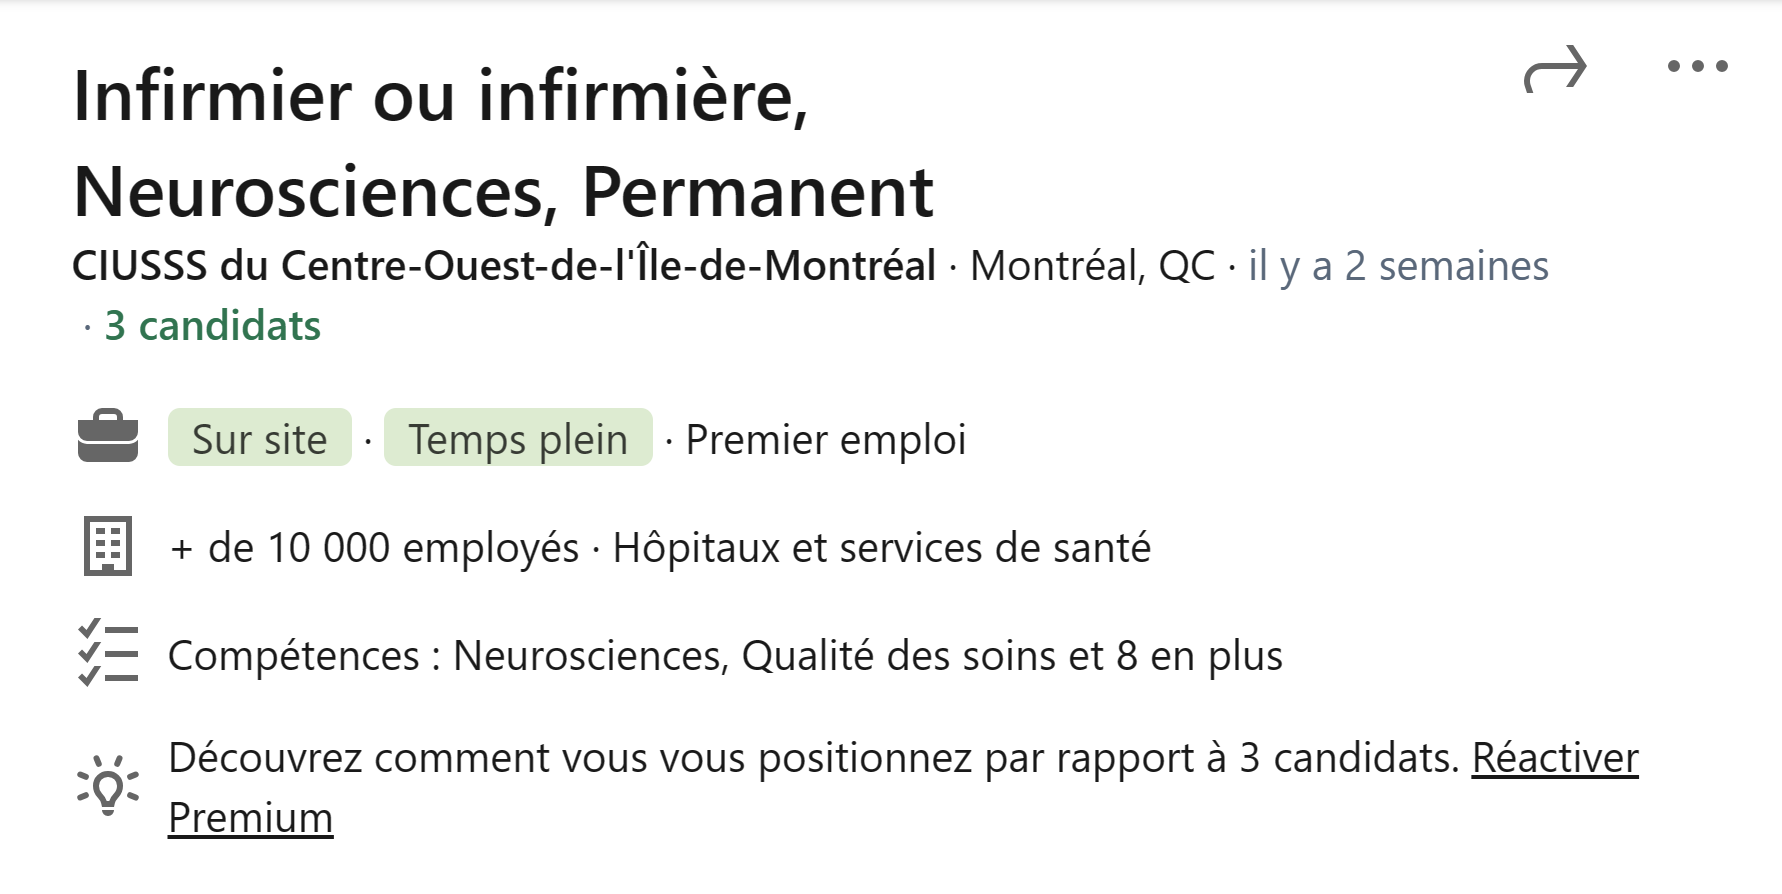 Infirmier ou infirmière,
Neurosciences, Permanent
CIUSSS du Centre-Ouest-de-l'Île-de-Montréal · Montréal, QC · il y a 2 semaines
· 3 candidats
Sur site · Temps plein · Premier emploi
+ de 10 000 employés · Hôpitaux et services de santé
Compétences : Neurosciences, Qualité des soins et 8 en plus
Découvrez comment vous vous positionnez par rapport à 3 candidats. Réactiver
Premium